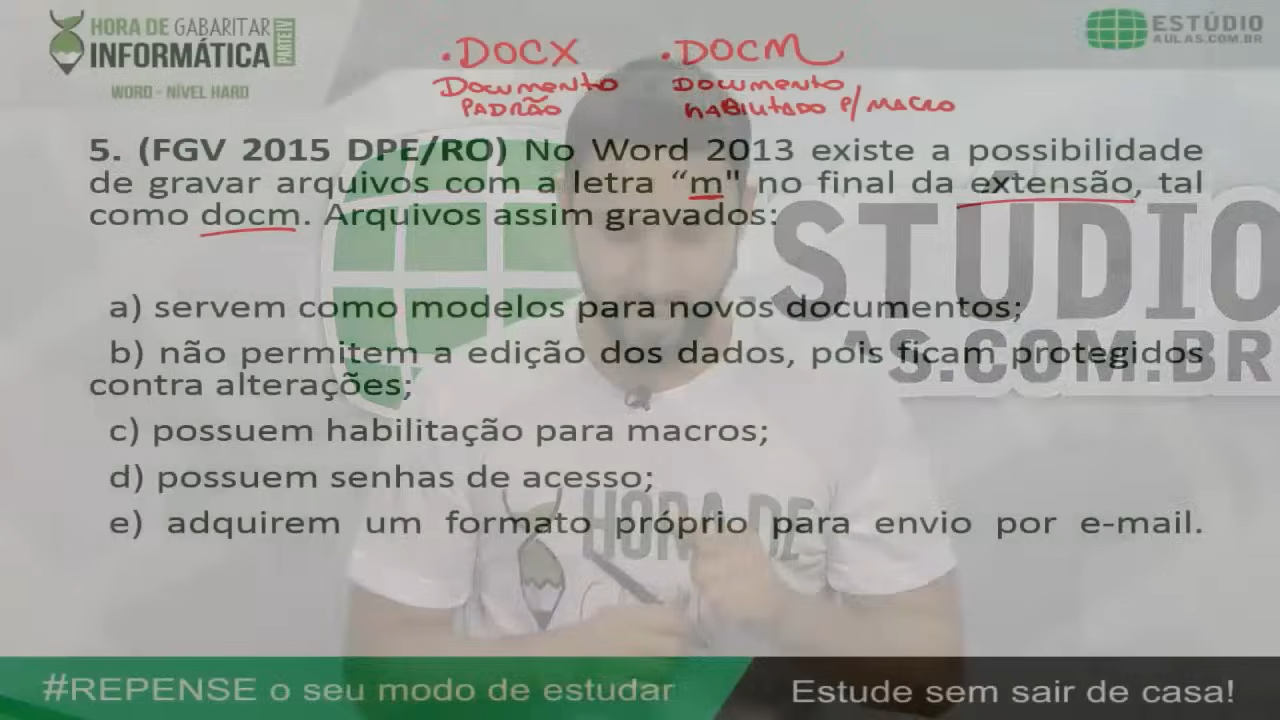 HORA DE GABARITAR
INFORMÁTICA
PARTE IV
WORD - NÍVEL HARD
ESTÚDIO
AULAS.COM.BR
.DOCX .DOCM
DOCUMENTO DOCUMENTO
PADRÃO HABILITADO P/ MACRO
5. (FGV 2015 DPE/RO) No Word 2013 existe a possibilidade
de gravar arquivos com a letra “m" no final da extensão, tal
como docm. Arquivos assim gravados:
a) servem como modelos para novos documentos;
b) não permitem a edição dos dados, pois ficam protegidos
contra alterações;
c) possuem habilitação para macros;
d) possuem senhas de acesso;
e) adquirem um formato próprio para envio por e-mail.
STÚDIO
S.COM.BR
HORA DE
#REPENSE o seu modo de estudar
Estude sem sair de casa!